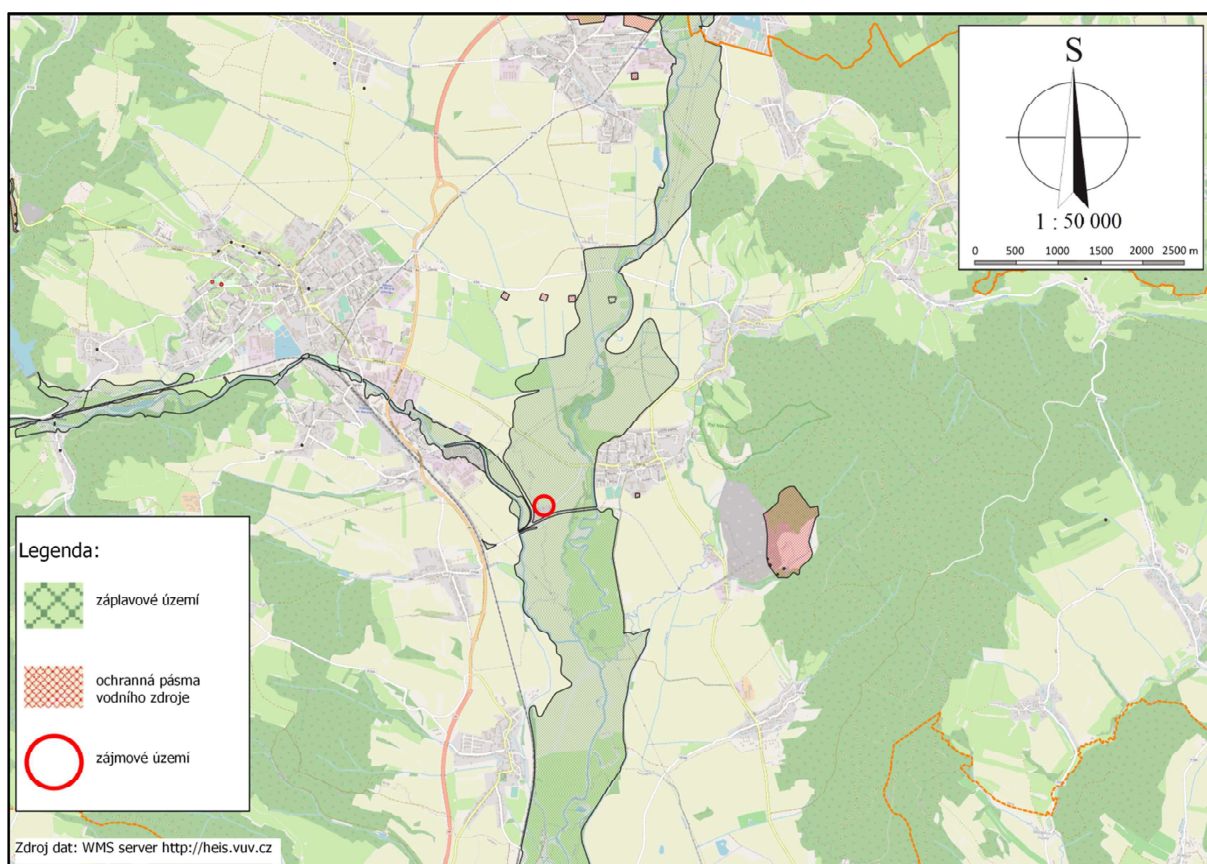 S
1 : 50 000
0 500 1000 1500 2000 2500 m
Legenda:
záplavové území
ochranná pásma
vodního zdroje
zájmové území
Zdroj dat: WMS server http://heis.vuv.cz